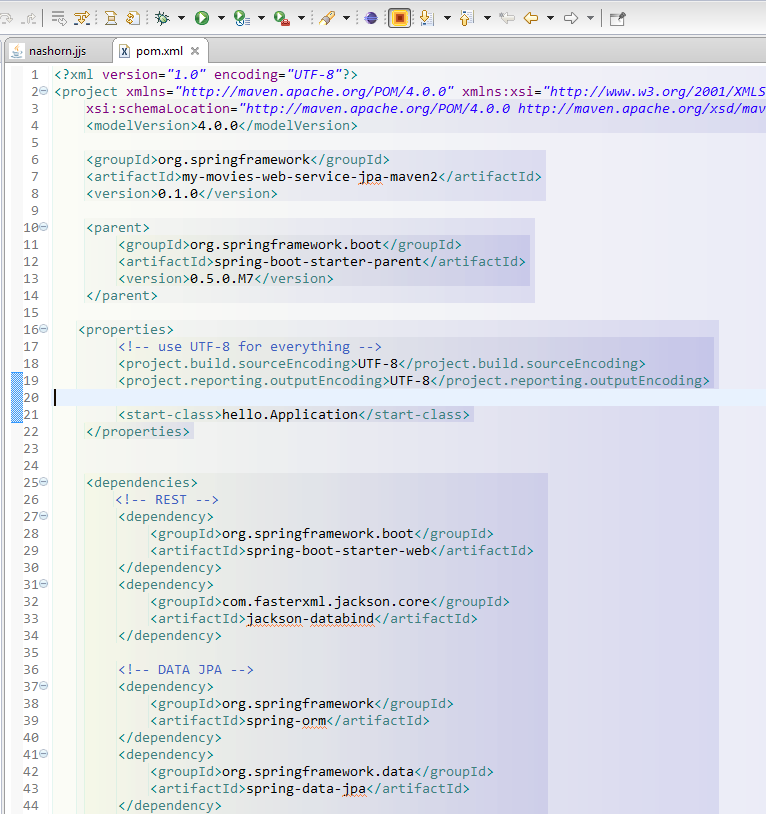 nashorn.jjs
pom.xml
1 <?xml version="1.0" encoding="UTF-8"?>
2 <project xmlns="http://maven.apache.org/POM/4.0.0" xmlns:xsi="http://www.w3.org/2001/XMLS
3 xsi:schemaLocation="http://maven.apache.org/POM/4.0.0 http://maven.apache.org/xsd/mav
4 <modelVersion>4.0.0</modelVersion>
5
6 <groupId>org.springframework</groupId>
7 <artifactId>my-movies-web-service-jpa-maven2</artifactId>
8 <version>0.1.0</version>
9
10 <parent>
11 <groupId>org.springframework.boot</groupId>
12 <artifactId>spring-boot-starter-parent</artifactId>
13 <version>0.5.0.M7</version>
14 </parent>
15
16 <properties>
17 <!-- use UTF-8 for everything -->
18 <project.build.sourceEncoding>UTF-8</project.build.sourceEncoding>
19 <project.reporting.outputEncoding>UTF-8</project.reporting.outputEncoding>
20
21 <start-class>hello.Application</start-class>
22 </properties>
23
24
25 <dependencies>
26 <!-- REST -->
27 <dependency>
28 <groupId>org.springframework.boot</groupId>
29 <artifactId>spring-boot-starter-web</artifactId>
30 </dependency>
31 <dependency>
32 <groupId>com.fasterxml.jackson.core</groupId>
33 <artifactId>jackson-databind</artifactId>
34 </dependency>
35
36 <!-- DATA JPA -->
37 <dependency>
38 <groupId>org.springframework</groupId>
39 <artifactId>spring-orm</artifactId>
40 </dependency>
41 <dependency>
42 <groupId>org.springframework.data</groupId>
43 <artifactId>spring-data-jpa</artifactId>
44 </dependency>